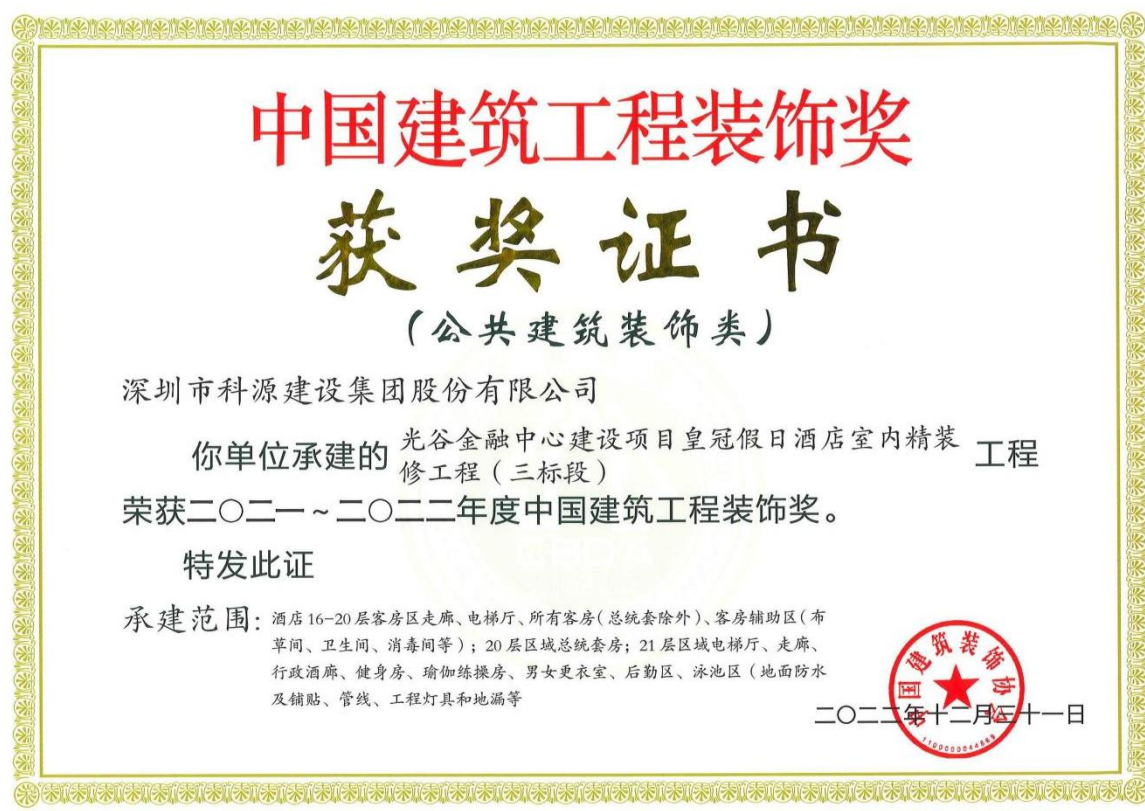 中国建筑工程装饰奖
获奖证书
（公共建筑装饰类）
深圳市科源建设集团股份有限公司
你单位承建的 光谷金融中心建设项目皇冠假日酒店室内精装
修工程（三标段） 工程
荣获二〇二一~二〇二二年度中国建筑工程装饰奖。
特发此证
承建范围：酒店16-20层客房区走廊、电梯厅、所有客房（总统套除外）、客房辅助区（布
草间、卫生间、消毒间等）；20层区域总统套房；21层区域电梯厅、走廊、
行政酒廊、健身房、瑜伽练操房、男女更衣室、后勤区、泳池区（地面防水
及铺贴、管线、工程灯具和地漏等
中国建筑装饰协会
二〇二二年十二月三十一日